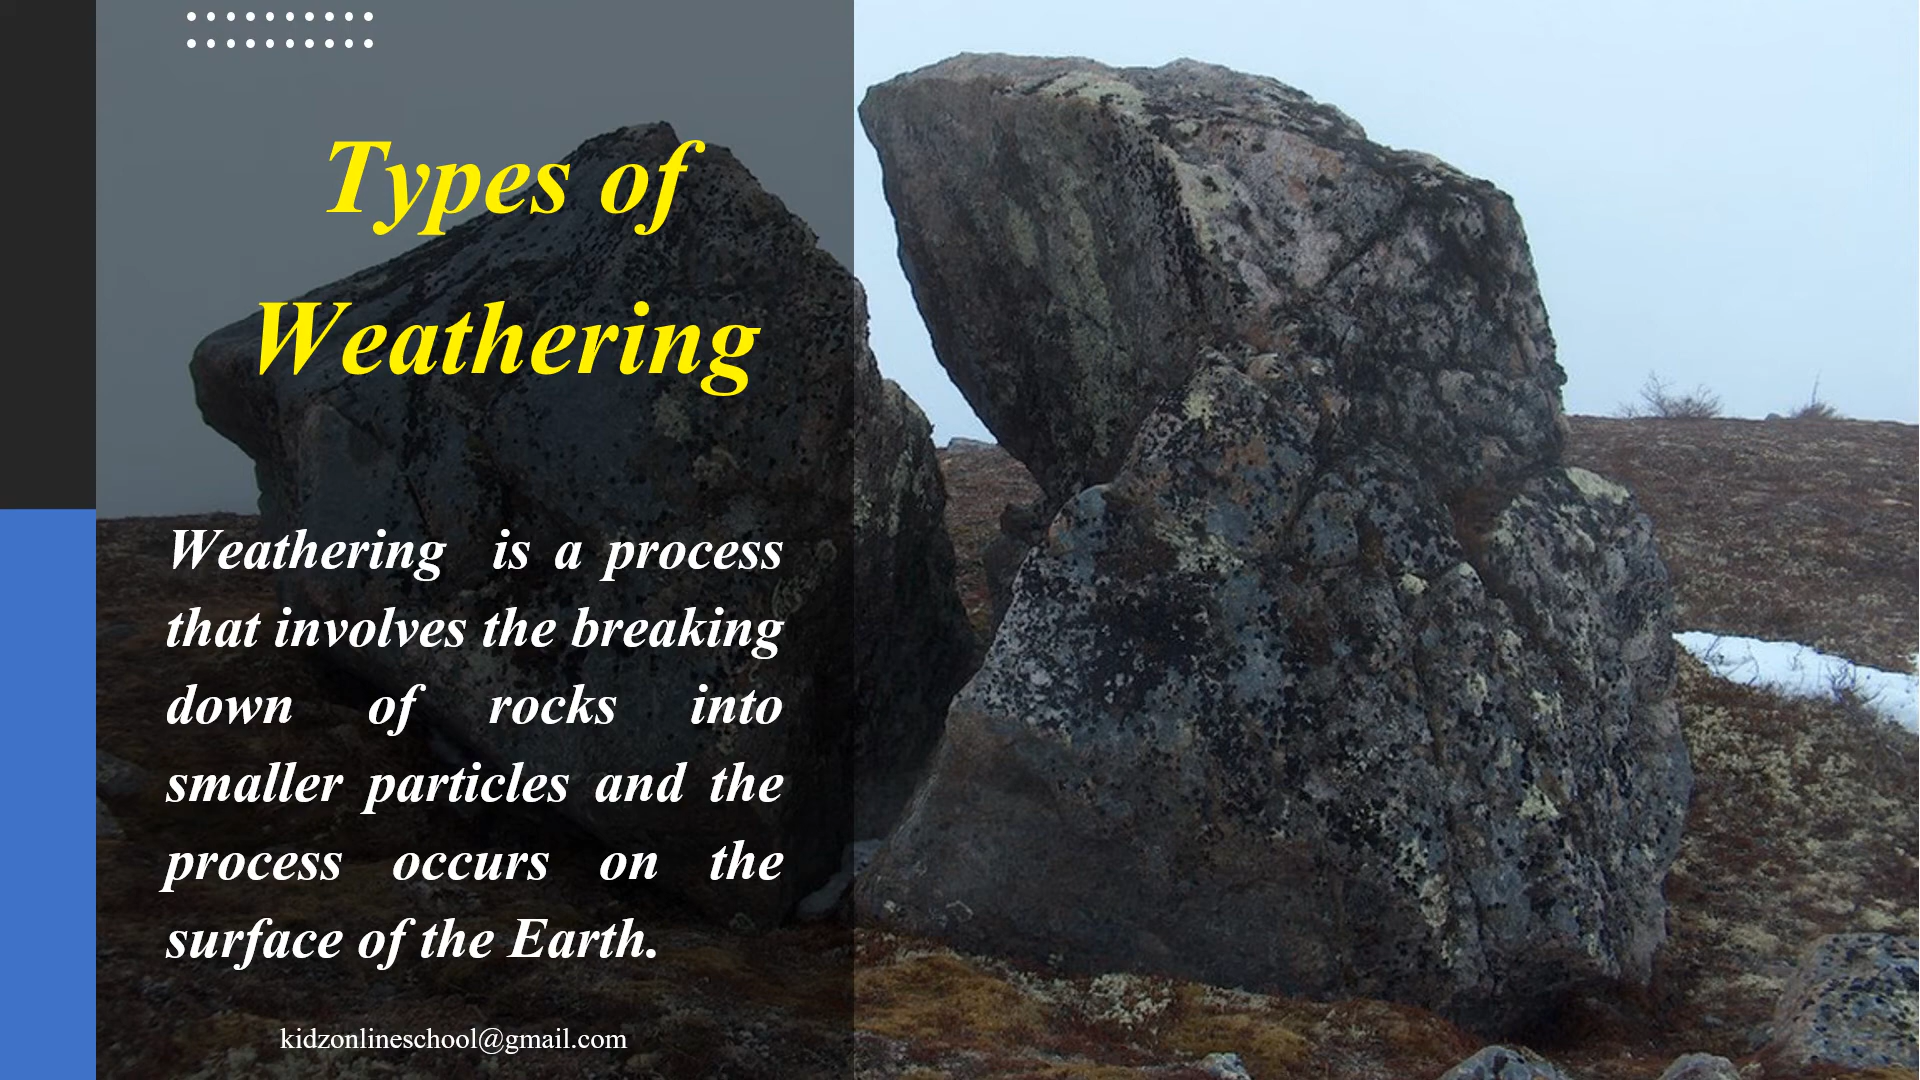 Types of
Weathering
Weathering is a process
that involves the breaking
down of rocks into
smaller particles and the
process occurs on the
surface of the Earth.
kidzonlineschool@gmail.com